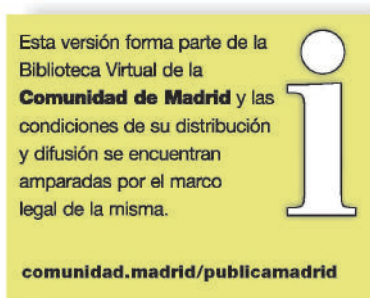 Esta versión forma parte de la
Biblioteca Virtual de la
Comunidad de Madrid y las
condiciones de su distribución
y difusión se encuentran
amparadas por el marco
legal de la misma.
i
comunidad.madrid/publicamadrid